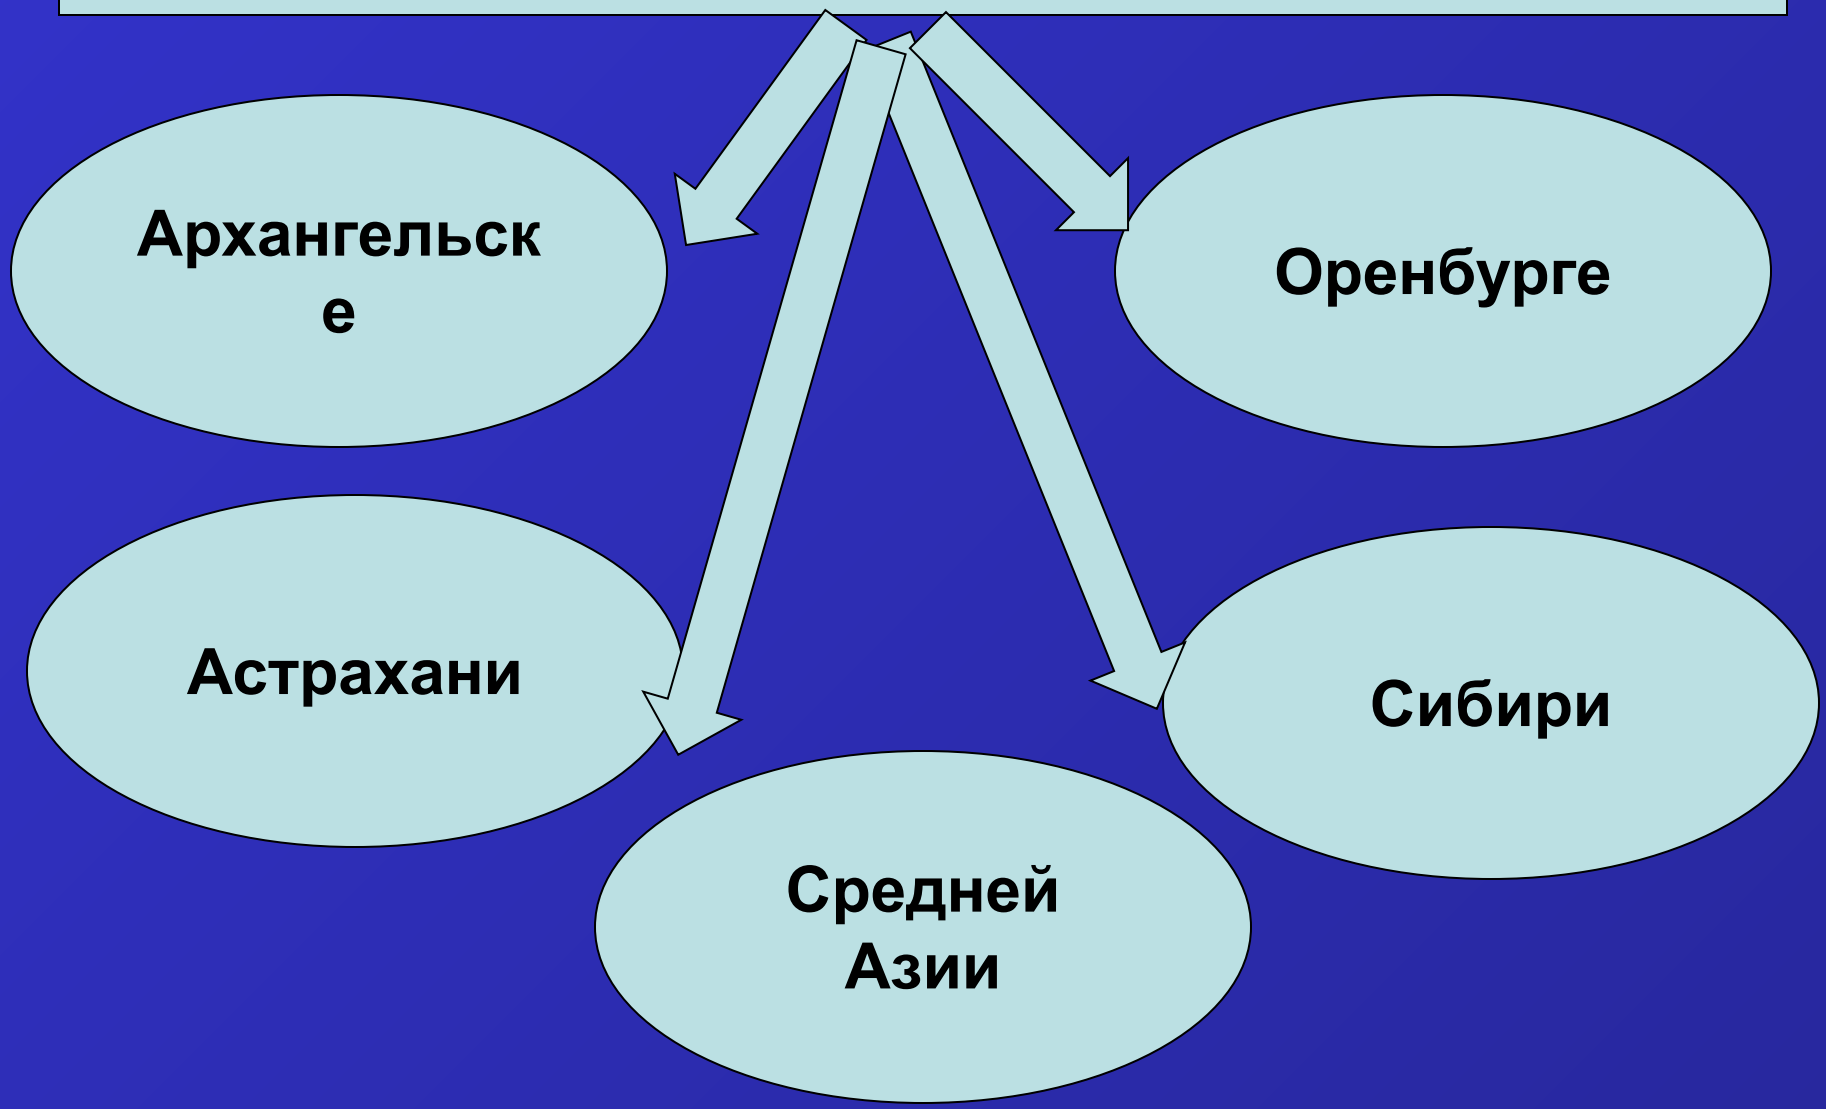 Архангельск
е
Оренбурге
Астрахани
Сибири
Средней
Азии